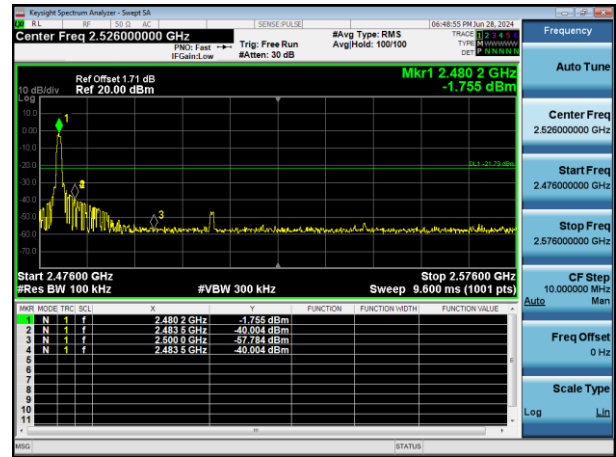 Keysight Spectrum Analyzer - Swept SA
RL RF 50 Ω AC SENSE:PULSE 06:48:55 PM Jun 28, 2024
Center Freq 2.526000000 GHz
PNO: Fast
IFGain:Low
Trig: Free Run
#Atten: 30 dB
#Avg Type: RMS
Avg|Hold: 100/100
TRACE 1 2 3 4 5 6
TYPE M W W W W W
DET P N N N N N
Ref Offset 1.71 dB
10 dB/div Ref 20.00 dBm
Log
Mkr1 2.480 2 GHz
-1.755 dBm
10.0
0.00
-10.0
-20.0
-30.0
-40.0
-50.0
-60.0
-70.0
1
3
DL1 -21.79 dBm
Start 2.47600 GHz Stop 2.57600 GHz
#Res BW 100 kHz #VBW 300 kHz Sweep 9.600 ms (1001 pts)
MKR MODE TRC SCL X Y FUNCTION FUNCTION WIDTH FUNCTION VALUE
1 N 1 f 2.480 2 GHz -1.755 dBm
2 N 1 f 2.483 5 GHz -40.004 dBm
3 N 1 f 2.500 0 GHz -57.784 dBm
4 N 1 f 2.483 5 GHz -40.004 dBm
5
6
7
8
9
10
11
MSG STATUS
Frequency
Auto Tune
Center Freq
2.526000000 GHz
Start Freq
2.476000000 GHz
Stop Freq
2.576000000 GHz
CF Step
10.000000 MHz
Auto Man
Freq Offset
0 Hz
Scale Type
Log Lin